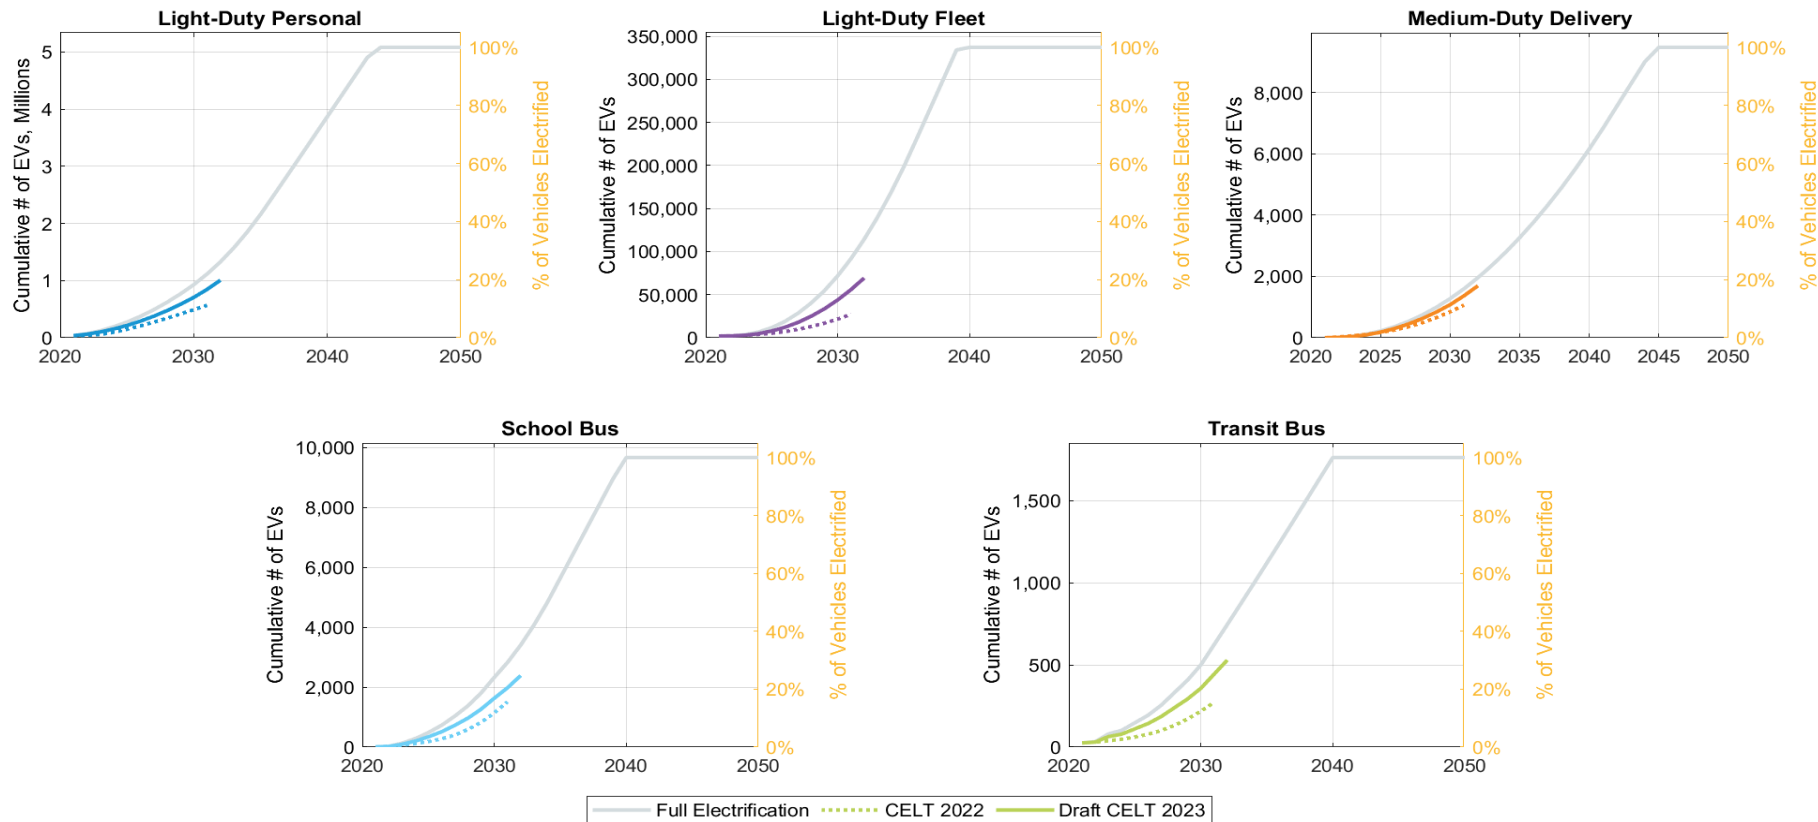 Light-Duty Personal
Cumulative # of EVs, Millions
5
4
3
2
1
0
100%
80%
60%
40%
20%
0%
% of Vehicles Electrified
2020 2030 2040 2050
Light-Duty Fleet
Cumulative # of EVs
350,000
300,000
250,000
200,000
150,000
100,000
50,000
0
100%
80%
60%
40%
20%
0%
% of Vehicles Electrified
2020 2030 2040 2050
Medium-Duty Delivery
Cumulative # of EVs
8,000
6,000
4,000
2,000
0
100%
80%
60%
40%
20%
0%
% of Vehicles Electrified
2020 2025 2030 2035 2040 2045 2050
School Bus
Cumulative # of EVs
10,000
8,000
6,000
4,000
2,000
0
100%
80%
60%
40%
20%
0%
% of Vehicles Electrified
2020 2030 2040 2050
Transit Bus
Cumulative # of EVs
1,500
1,000
500
0
100%
80%
60%
40%
20%
0%
% of Vehicles Electrified
2020 2030 2040 2050
Full Electrification CELT 2022 Draft CELT 2023